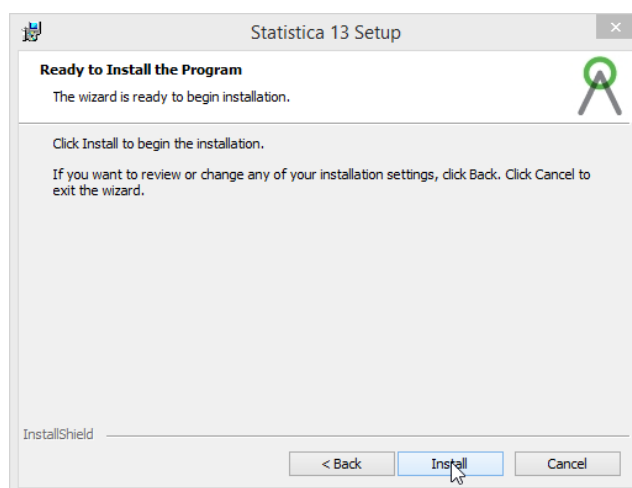 Statistica 13 Setup
Ready to Install the Program
The wizard is ready to begin installation.
Click Install to begin the installation.
If you want to review or change any of your installation settings, click Back. Click Cancel to
exit the wizard.
InstallShield
< Back Install Cancel